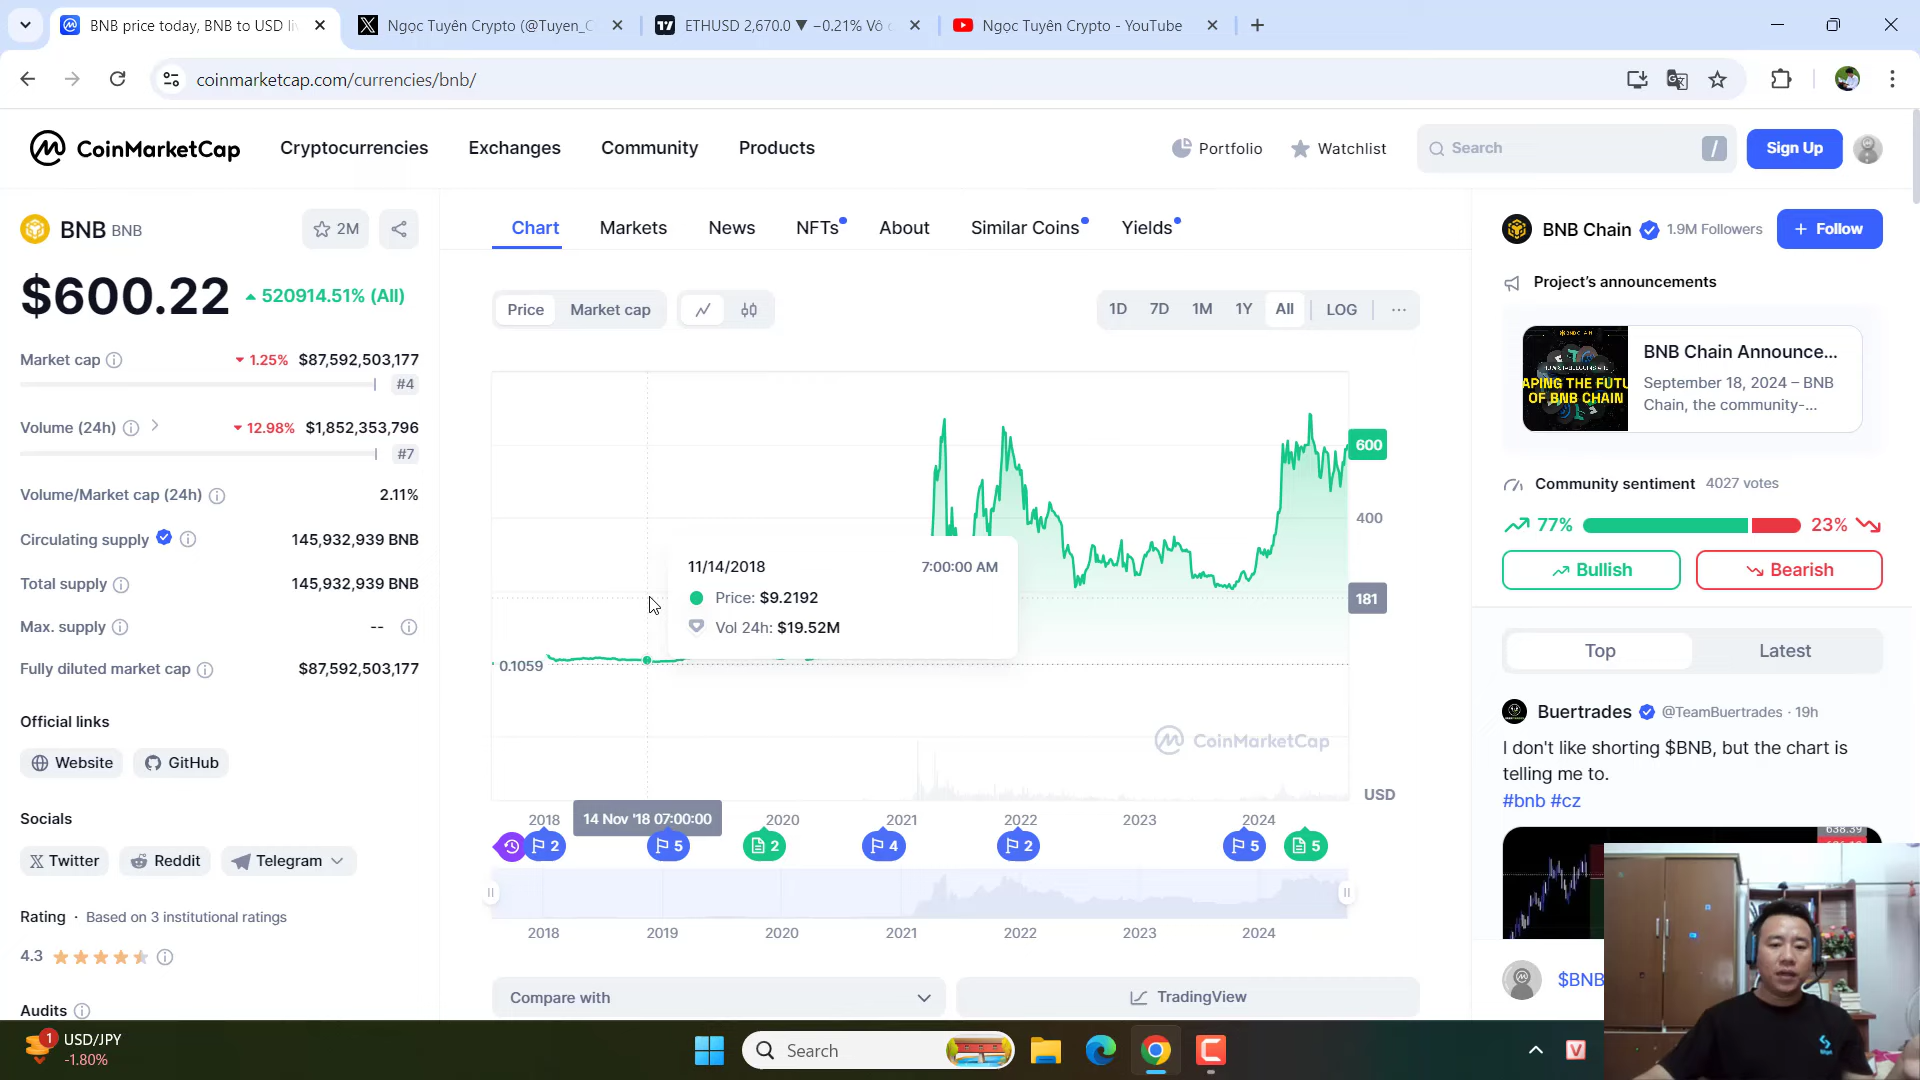 BNB price today, BNB to USD li
Ngọc Tuyên Crypto (@Tuyen_C
ETHUSD 2,670.0 ▼ −0.21% Vô
Ngọc Tuyên Crypto - YouTube
coinmarketcap.com/currencies/bnb/
CoinMarketCap
Cryptocurrencies
Exchanges
Community
Products
Portfolio
Watchlist
Search
/
Sign Up
BNB BNB
2M
$600.22
520914.51% (All)
Market cap
1.25% $87,592,503,177
#4
Volume (24h)
12.98% $1,852,353,796
#7
Volume/Market cap (24h)
2.11%
Circulating supply
145,932,939 BNB
Total supply
145,932,939 BNB
Max. supply
--
Fully diluted market cap
$87,592,503,177
Official links
Website
GitHub
Socials
Twitter
Reddit
Telegram
Rating · Based on 3 institutional ratings
4.3
Audits
Chart
Markets
News
NFTs
About
Similar Coins
Yields
Price
Market cap
1D
7D
1M
1Y
All
LOG
...
600
400
181
0.1059
11/14/2018
7:00:00 AM
Price: $9.2192
Vol 24h: $19.52M
CoinMarketCap
USD
2018
14 Nov '18 07:00:00
2020
2021
2022
2023
2024
2
5
2
4
2
5
5
2018
2019
2020
2021
2022
2023
2024
Compare with
TradingView
BNB Chain
1.9M Followers
+ Follow
Project's announcements
APING THE FUTU
OF BNB CHAIN
BNB Chain Announce...
September 18, 2024 – BNB
Chain, the community-...
Community sentiment 4027 votes
77%
23%
Bullish
Bearish
Top
Latest
Buertrades @TeamBuertrades · 19h
I don't like shorting $BNB, but the chart is
telling me to.
#bnb #cz
638.39
$BNB
1
USD/JPY
-1.80%
Search
V